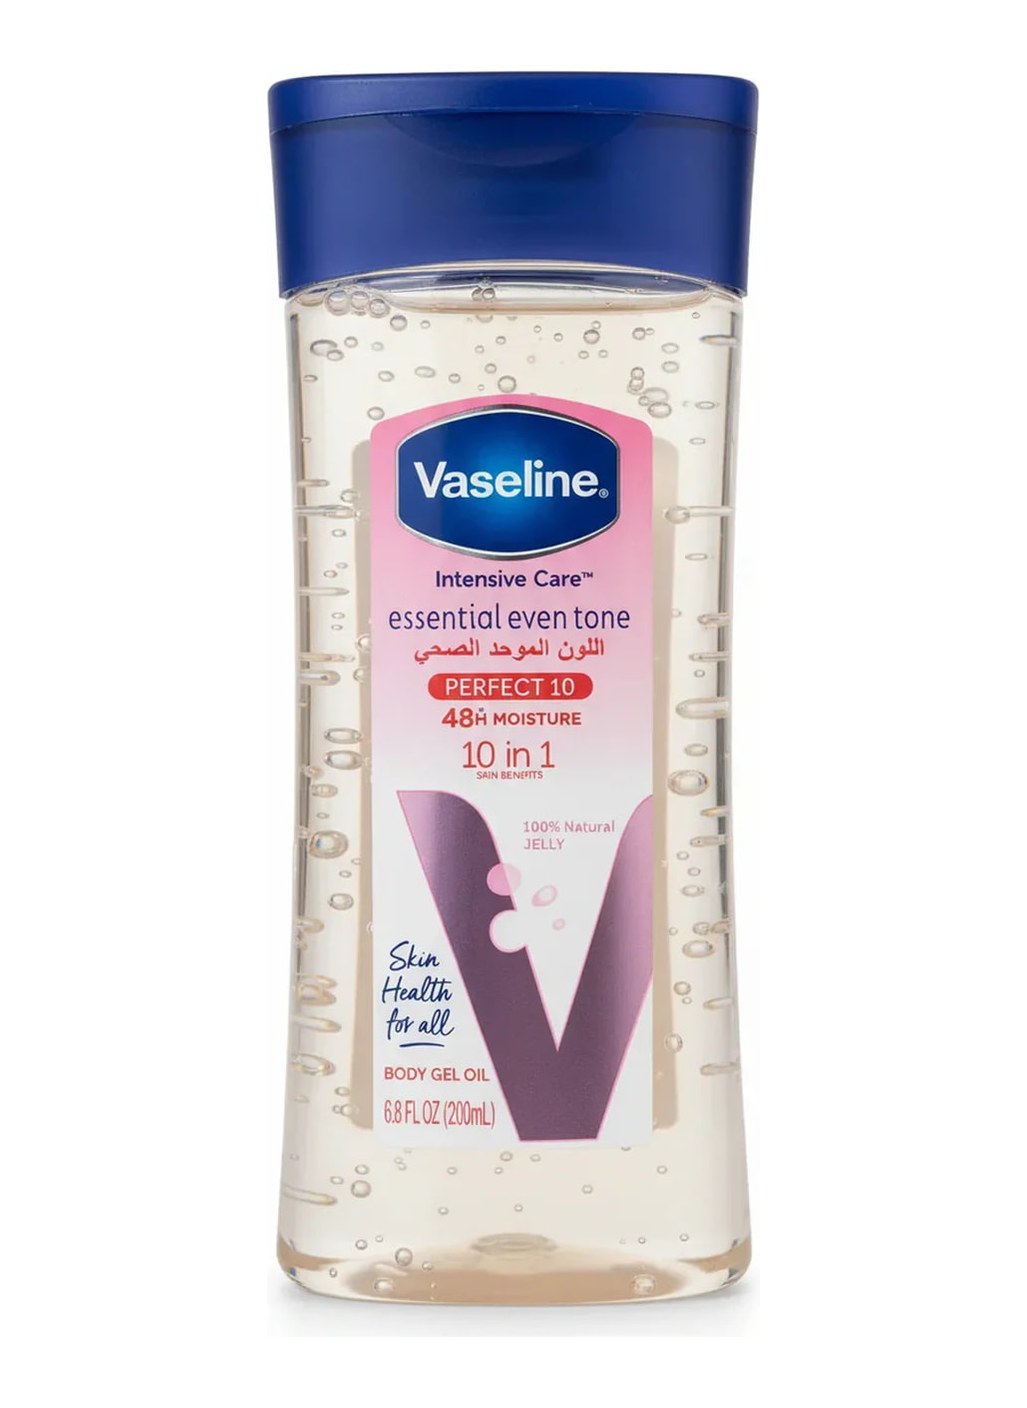 Vaseline®
Intensive Care™
essential even tone
اللون الموحد الصحي
PERFECT 10
48H MOISTURE
10 in 1
SAIN BENEFITS
100% Natural
JELLY
Skin
Health
for all
BODY GEL OIL
6.8 FL OZ (200mL)